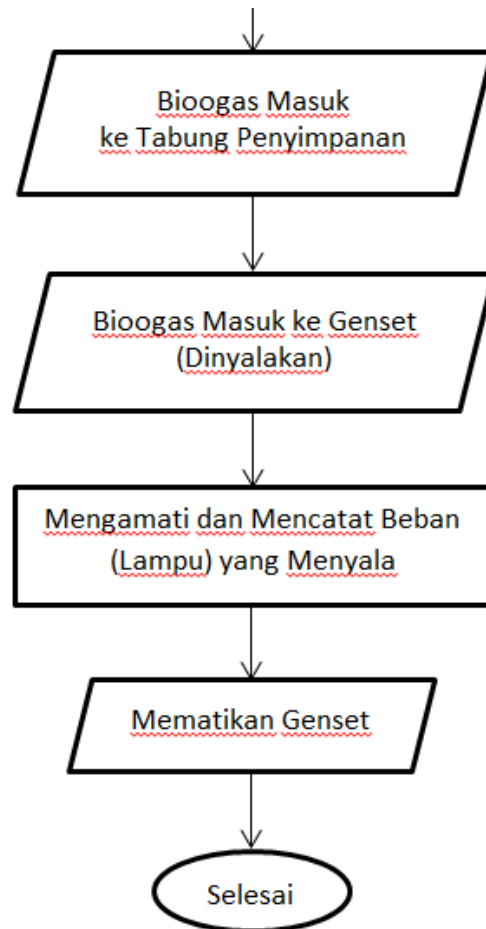 Bioogas Masuk
ke Tabung Penyimpanan
Bioogas Masuk ke Genset
(Dinyalakan)
Mengamati dan Mencatat Beban
(Lampu) yang Menyala
Mematikan Genset
Selesai